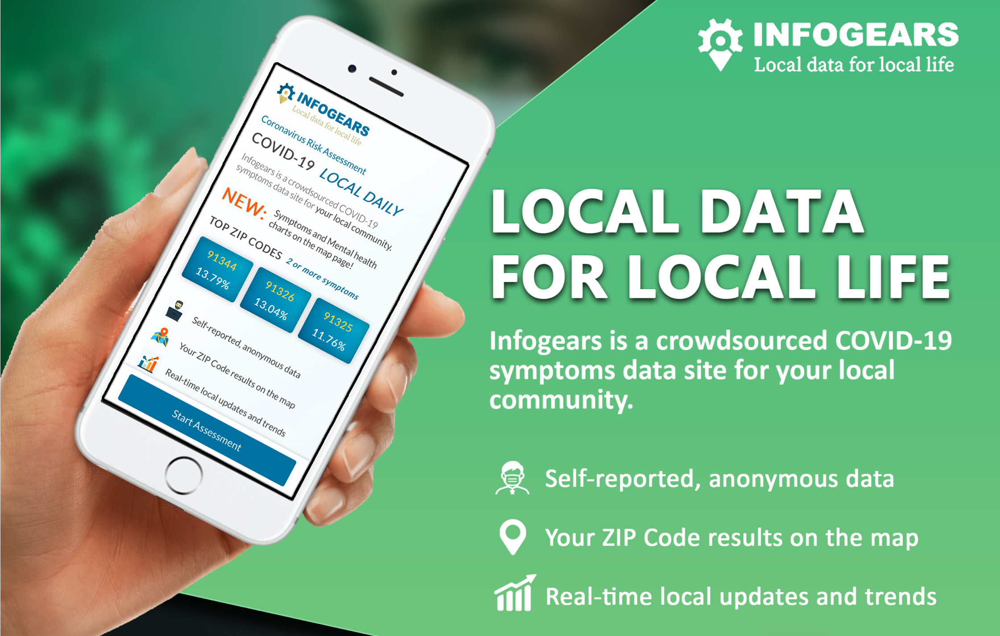 INFOGEARS
Local data for local life
INFOGEARS
Local data for local life
Coronavirus Risk Assessment
COVID-19 LOCAL DAILY
Infogears is a crowdsourced COVID-19
symptoms data site for your local community.
NEW: Symptoms and Mental health
charts on the map page!
TOP ZIP CODES 2 or more symptoms
91344
13.79%
91326
13.04%
91325
11.76%
Self-reported, anonymous data
Your ZIP Code results on the map
Real-time local updates and trends
Start Assessment
LOCAL DATA
FOR LOCAL LIFE
Infogears is a crowdsourced COVID-19
symptoms data site for your local
community.
Self-reported, anonymous data
Your ZIP Code results on the map
Real-time local updates and trends